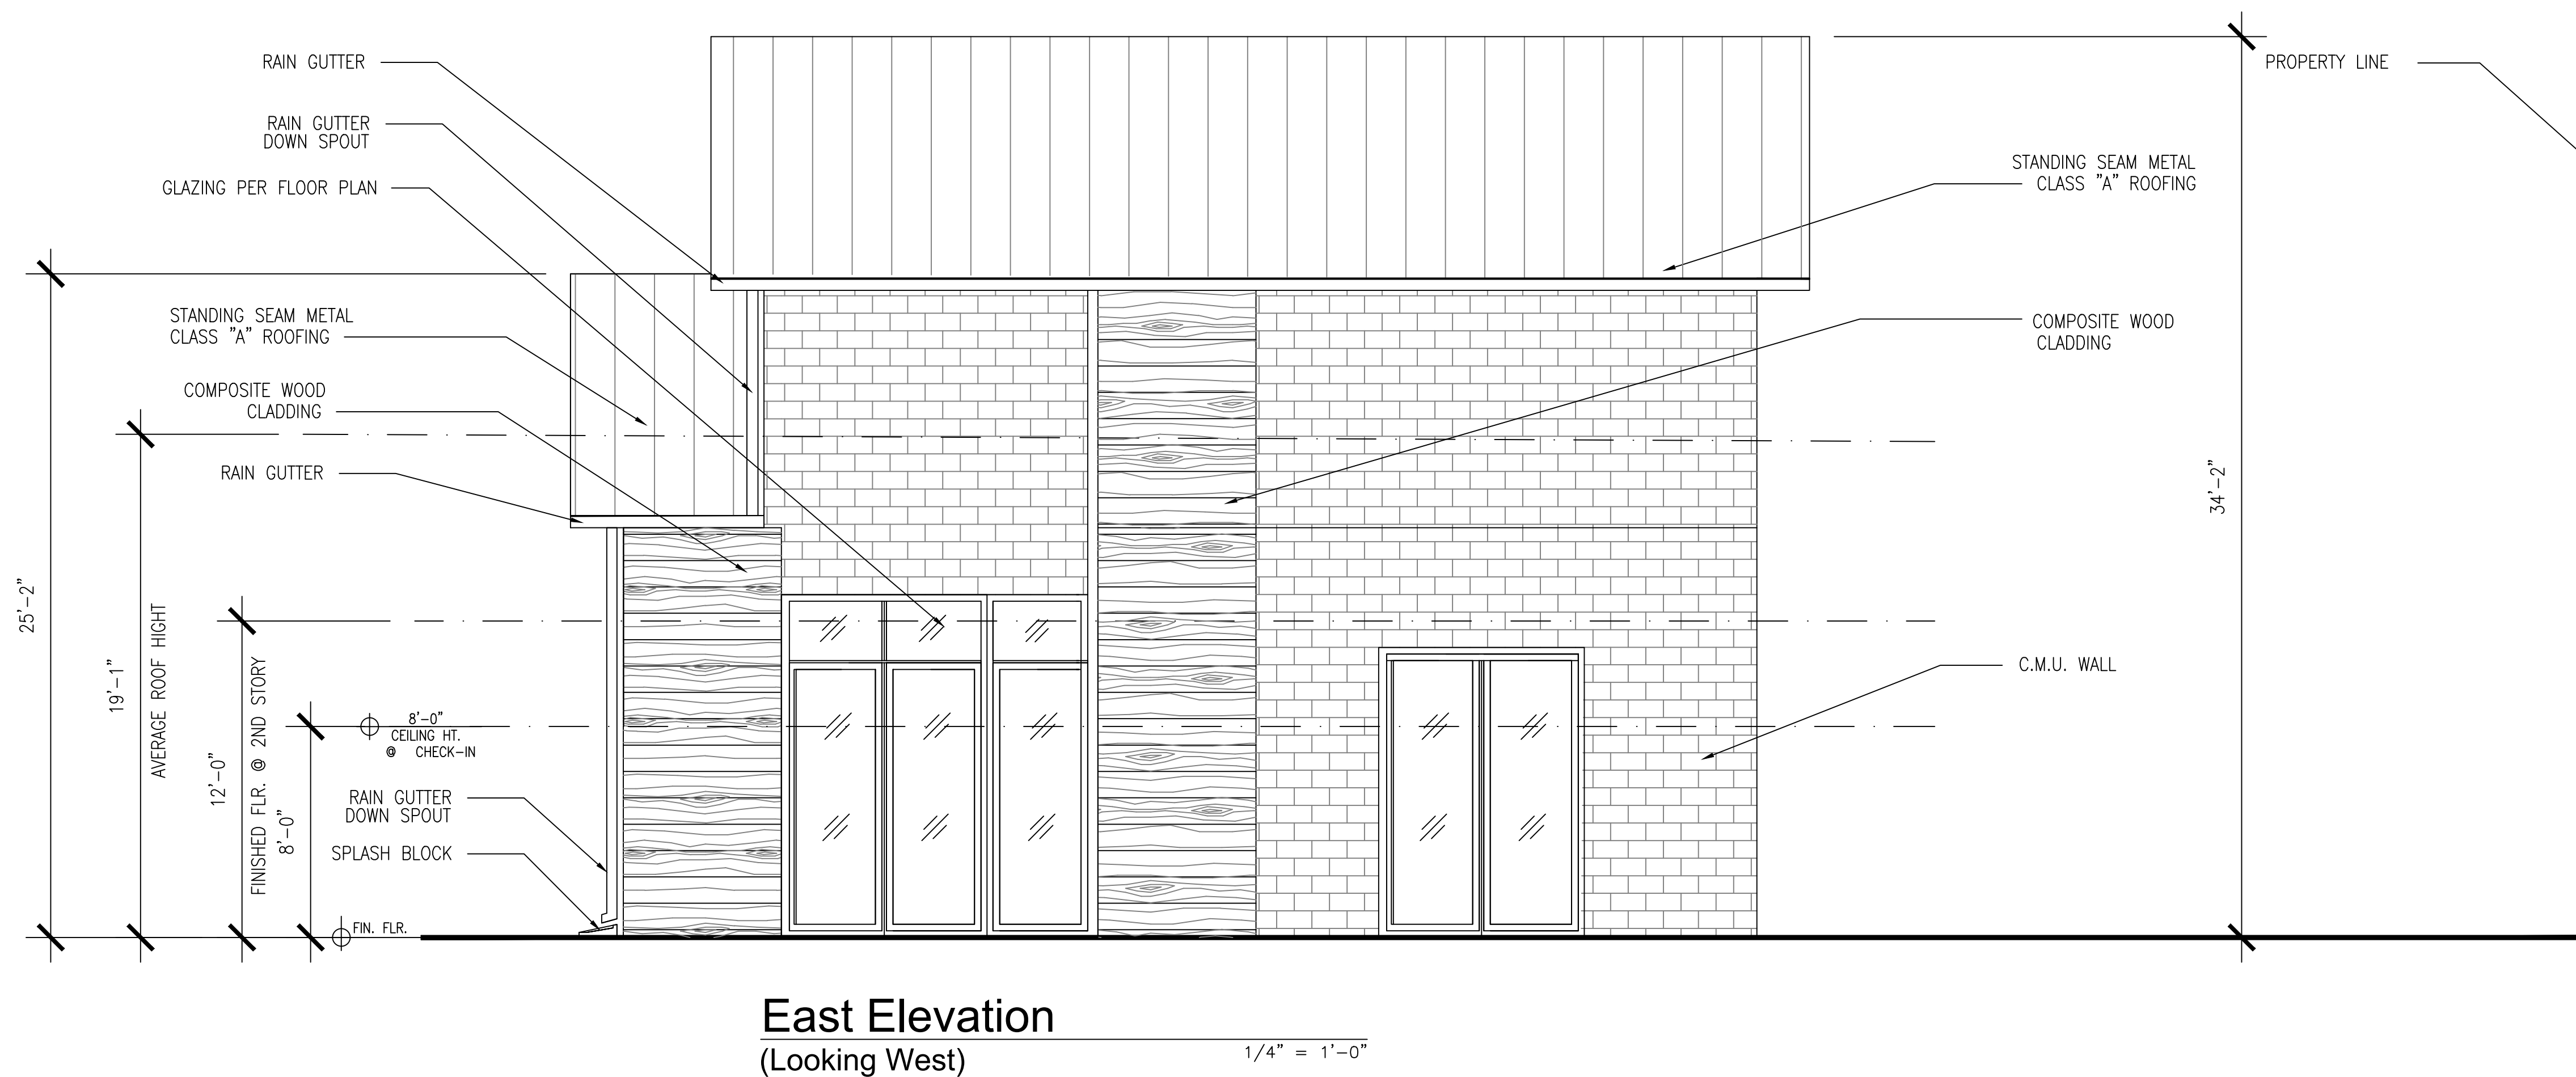 RAIN GUTTER
RAIN GUTTER
DOWN SPOUT
GLAZING PER FLOOR PLAN
STANDING SEAM METAL
CLASS "A" ROOFING
COMPOSITE WOOD
CLADDING
RAIN GUTTER
25'-2"
19'-1"
AVERAGE ROOF HIGHT
12'-0"
FINISHED FLR. @ 2ND STORY
8'-0"
8'-0"
CEILING HT.
@ CHECK-IN
RAIN GUTTER
DOWN SPOUT
SPLASH BLOCK
FIN. FLR.
PROPERTY LINE
STANDING SEAM METAL
CLASS "A" ROOFING
COMPOSITE WOOD
CLADDING
34'-2"
C.M.U. WALL
East Elevation
(Looking West)
1/4" = 1'-0"